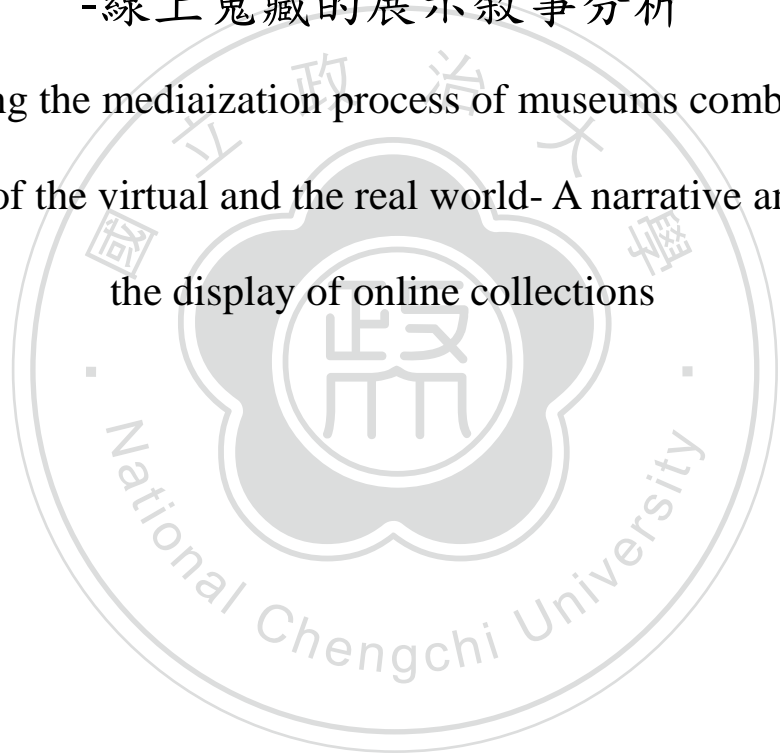 -線上蒐藏的展示敘事分析
ng the mediaization process of museums comb
of the virtual and the real world- A narrative an
the display of online collections
國立政治大學
政
National Chengchi University